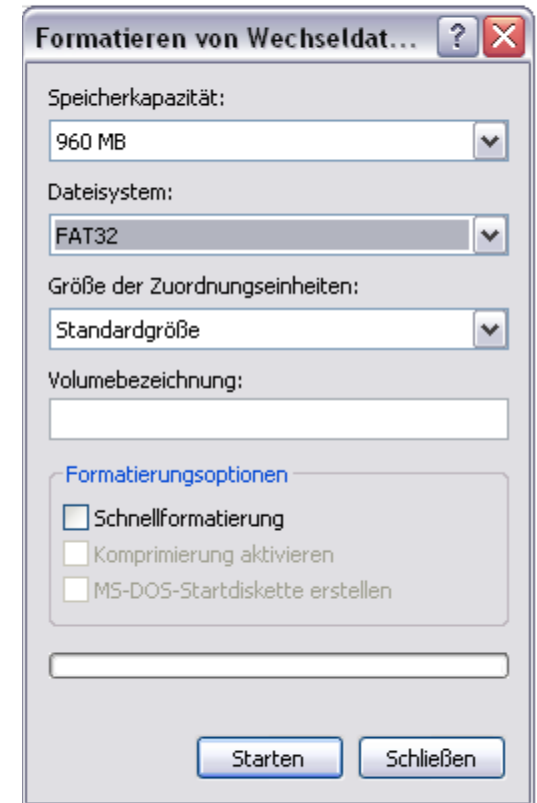 Formatieren von Wechseldat...
Speicherkapazität:
960 MB
Dateisystem:
FAT32
Größe der Zuordnungseinheiten:
Standardgröße
Volumebezeichnung:
Formatierungsoptionen
Schnellformatierung
Komprimierung aktivieren
MS-DOS-Startdiskette erstellen
Starten Schließen